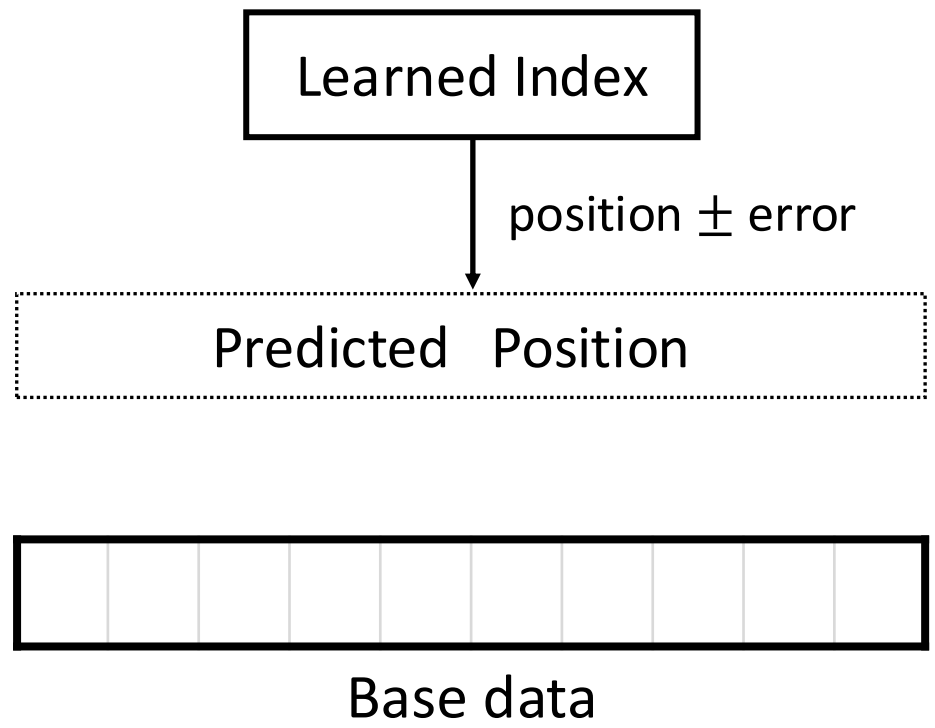 Learned Index
position ± error
Predicted Position
Base data